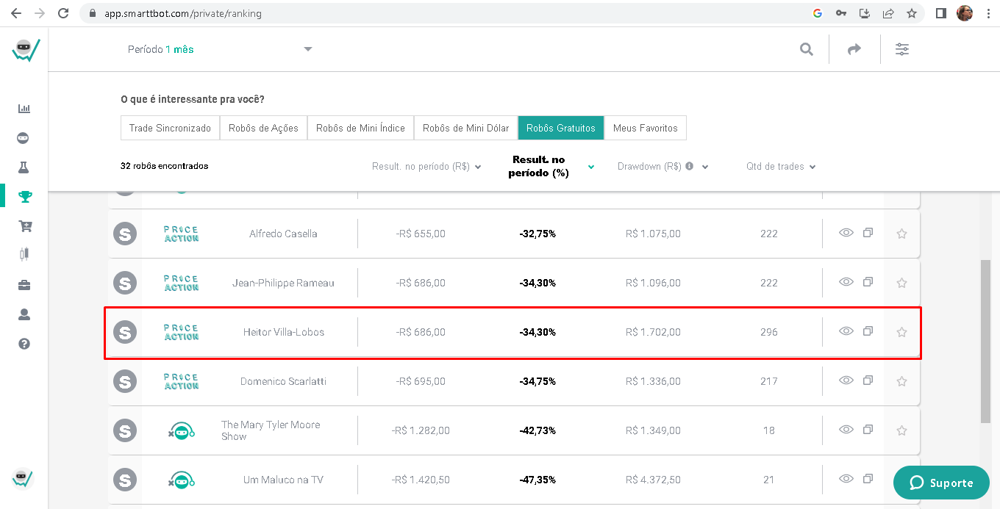 app.smarttbot.com/private/ranking
Período 1 mês
O que é interessante pra você?
Trade Sincronizado
Robôs de Ações
Robôs de Mini Índice
Robôs de Mini Dólar
Robôs Gratuitos
Meus Favoritos
32 robôs encontrados
Result. no período (R$)
Result. no
período (%)
Drawdown (R$)
Qtd de trades
S PRICE ACTION Alfredo Casella -R$ 655,00 -32,75% R$ 1.075,00 222
S PRICE ACTION Jean-Philippe Rameau -R$ 686,00 -34,30% R$ 1.096,00 222
S PRICE ACTION Heitor Villa-Lobos -R$ 686,00 -34,30% R$ 1.702,00 296
S PRICE ACTION Domenico Scarlatti -R$ 695,00 -34,75% R$ 1.336,00 217
S The Mary Tyler Moore
Show -R$ 1.282,00 -42,73% R$ 1.349,00 18
S Um Maluco na TV -R$ 1.420,50 -47,35% R$ 4.372,50 21
Suporte